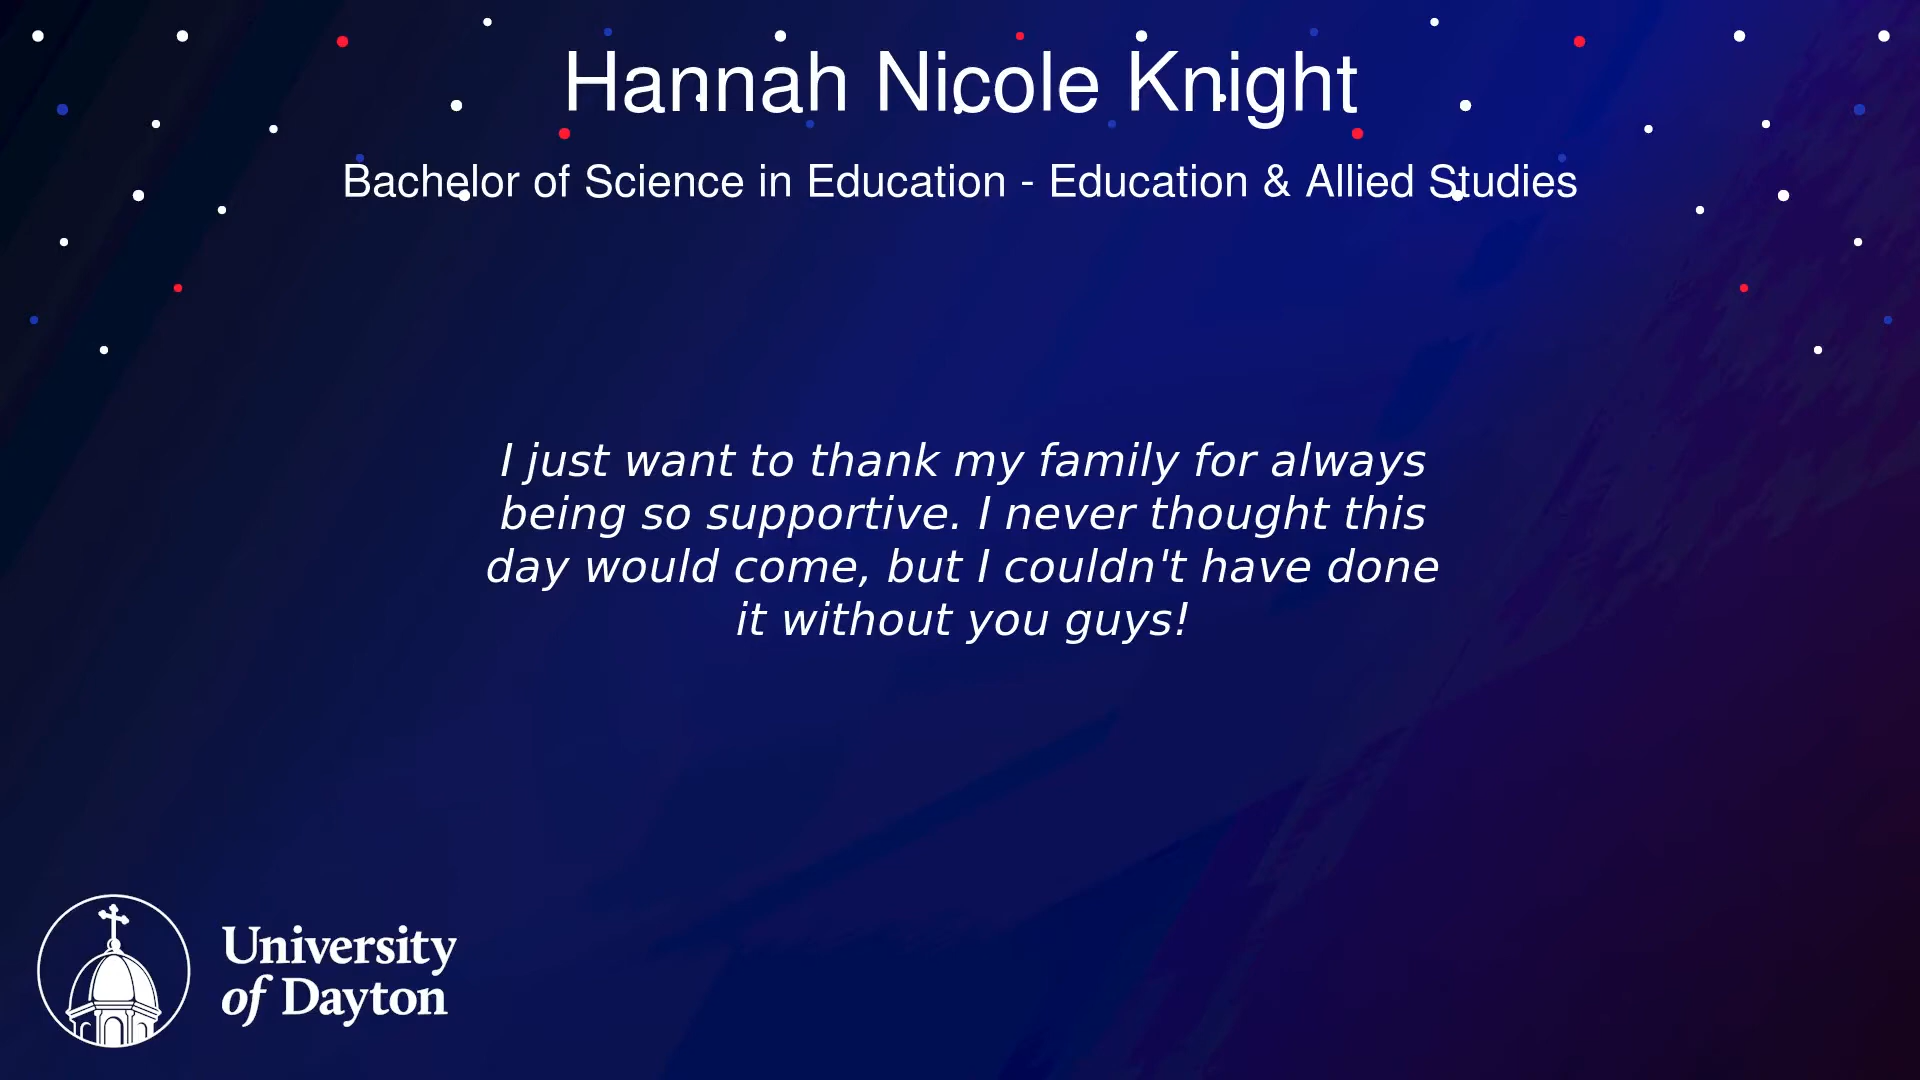 Hannah Nicole Knight
Bachelor of Science in Education - Education & Allied Studies
I just want to thank my family for always
being so supportive. I never thought this
day would come, but I couldn't have done
it without you guys!
University
of Dayton